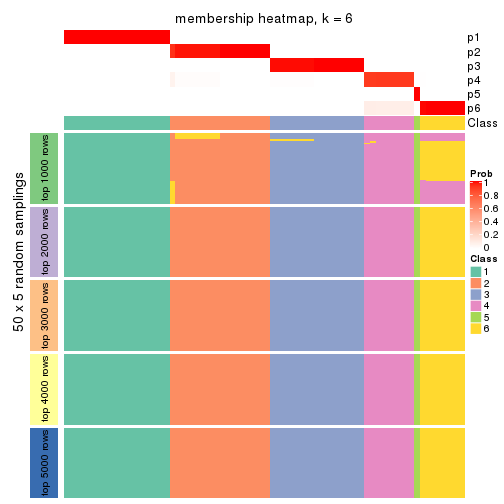 membership heatmap, k = 6
p1
p2
p3
p4
p5
p6
Class
50 x 5 random samplings
top 1000 rows
top 2000 rows
top 3000 rows
top 4000 rows
top 5000 rows
Prob
1
0.8
0.6
0.4
0.2
0
Class
1
2
3
4
5
6